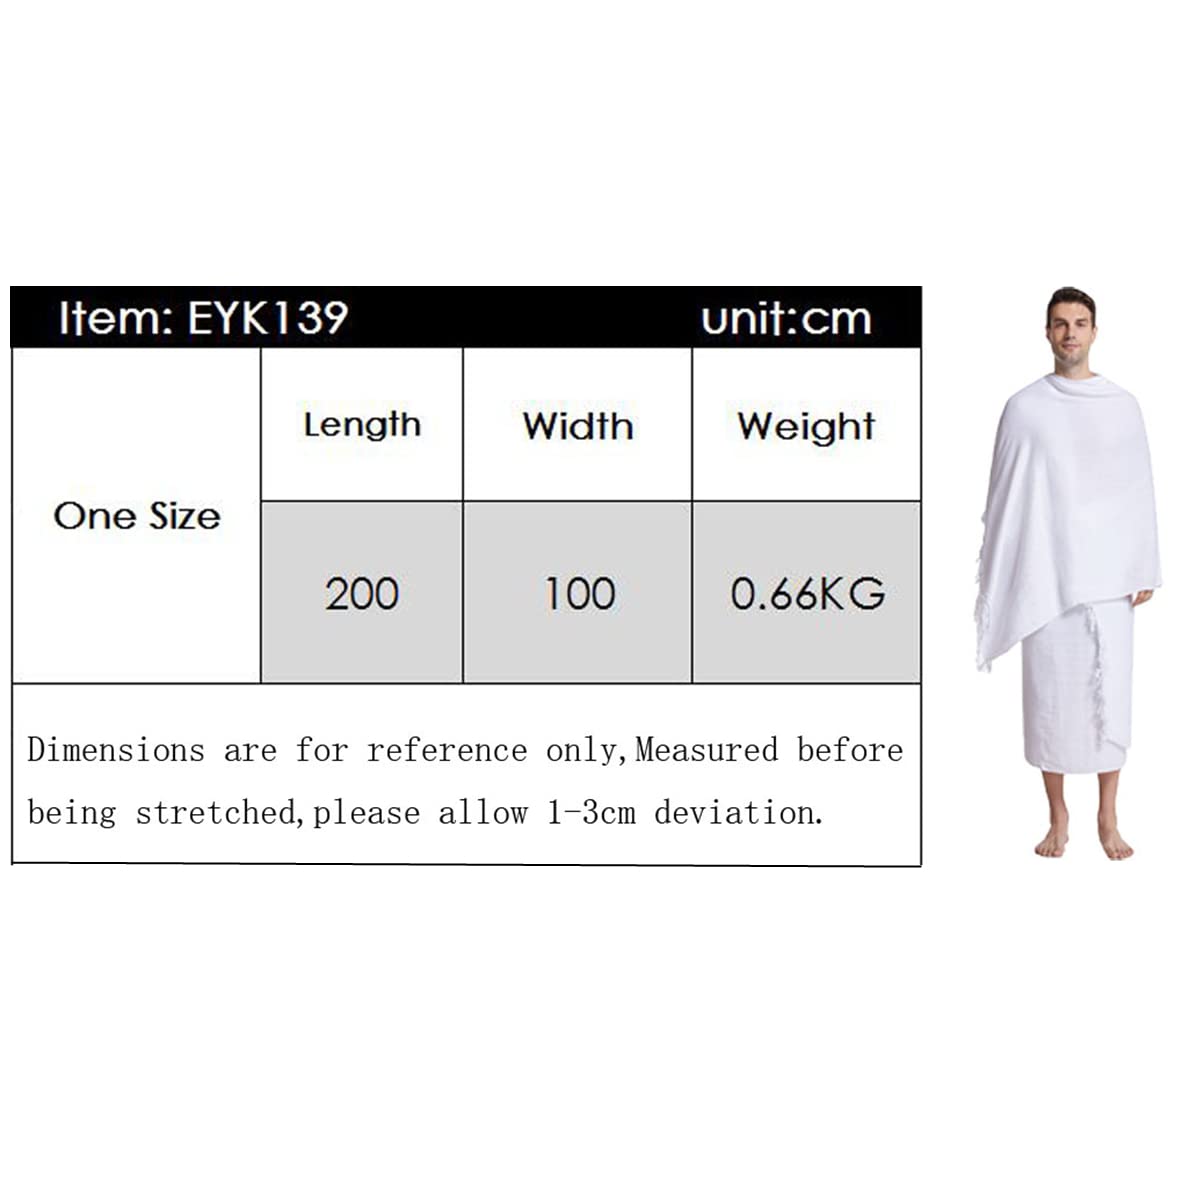 Item: EYK139 unit:cm
Length Width Weight
One Size
200 100 0.66KG
Dimensions are for reference only,Measured before
being stretched,please allow 1-3cm deviation.